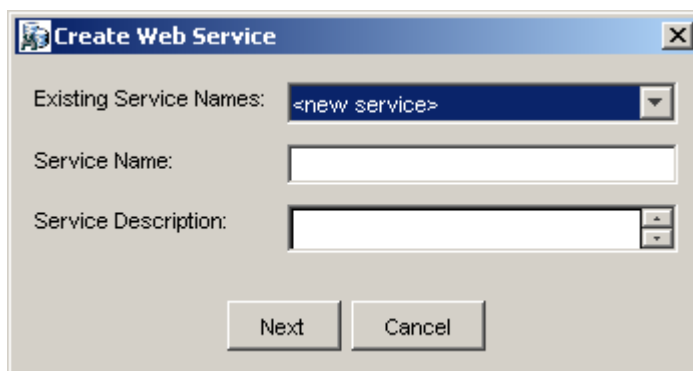 Create Web Service
Existing Service Names: <new service>
Service Name:
Service Description:
Next Cancel